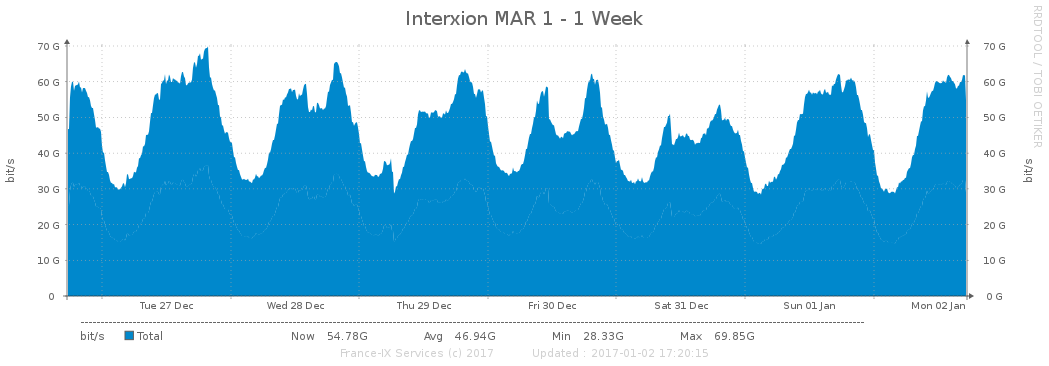 Interxion MAR 1 - 1 Week
RRDTOOL / TOBI OETIKER
70 G 70 G
60 G 60 G
50 G 50 G
40 G 40 G
30 G 30 G
20 G 20 G
10 G 10 G
0 0 G
bit/s bit/s
Tue 27 Dec Wed 28 Dec Thu 29 Dec Fri 30 Dec Sat 31 Dec Sun 01 Jan Mon 02 Jan
bit/s Total Now 54.78G Avg 46.94G Min 28.33G Max 69.85G
France-IX Services (c) 2017 Updated : 2017-01-02 17:20:15